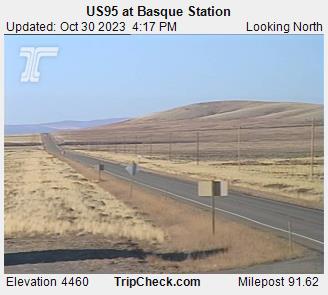 US95 at Basque Station
Updated: Oct 30 2023 4:17 PM Looking North
Elevation 4460 TripCheck.com Milepost 91.62